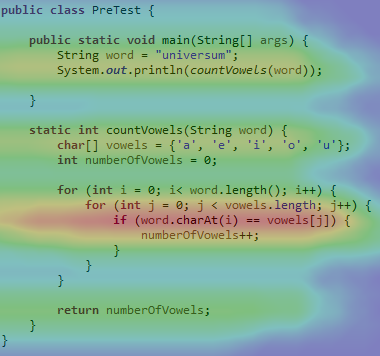 public class PreTest {
public static void main(String[] args) {
String word = "universum";
System.out.println(countVowels(word));
}
static int countVowels(String word) {
char[] vowels = {'a', 'e', 'i', 'o', 'u'};
int numberOfVowels = 0;
for (int i = 0; i< word.length(); i++) {
for (int j = 0; j < vowels.length; j++) {
if (word.charAt(i) == vowels[j]) {
numberOfVowels++;
}
}
}
return numberOfVowels;
}
}